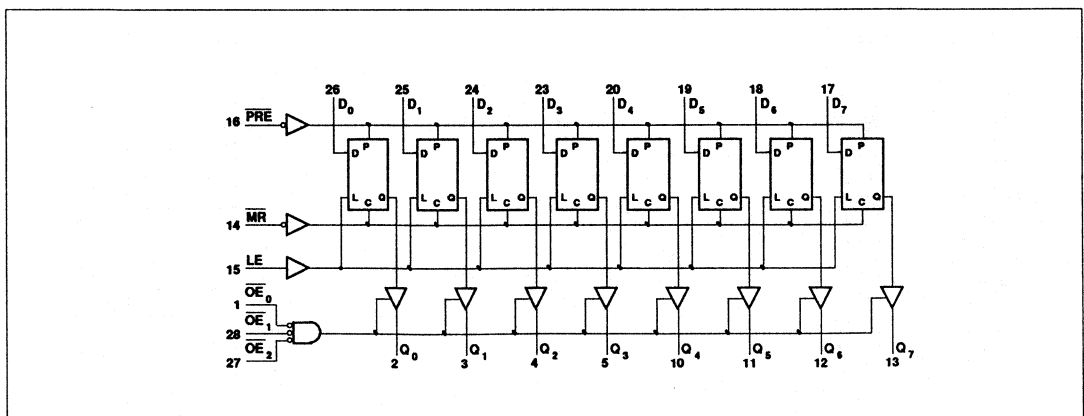 26 25 24 23 20 19 18 17
D0 D1 D2 D3 D4 D5 D6 D7
16 PRE
P P P P P P P P
D D D D D D D D
L C Q L C Q L C Q L C Q L C Q L C Q L C Q L C Q
14 MR
15 LE
OE0
1
OE1
28
OE2
27
Q0 Q1 Q2 Q3 Q4 Q5 Q6 Q7
2 3 4 5 10 11 12 13